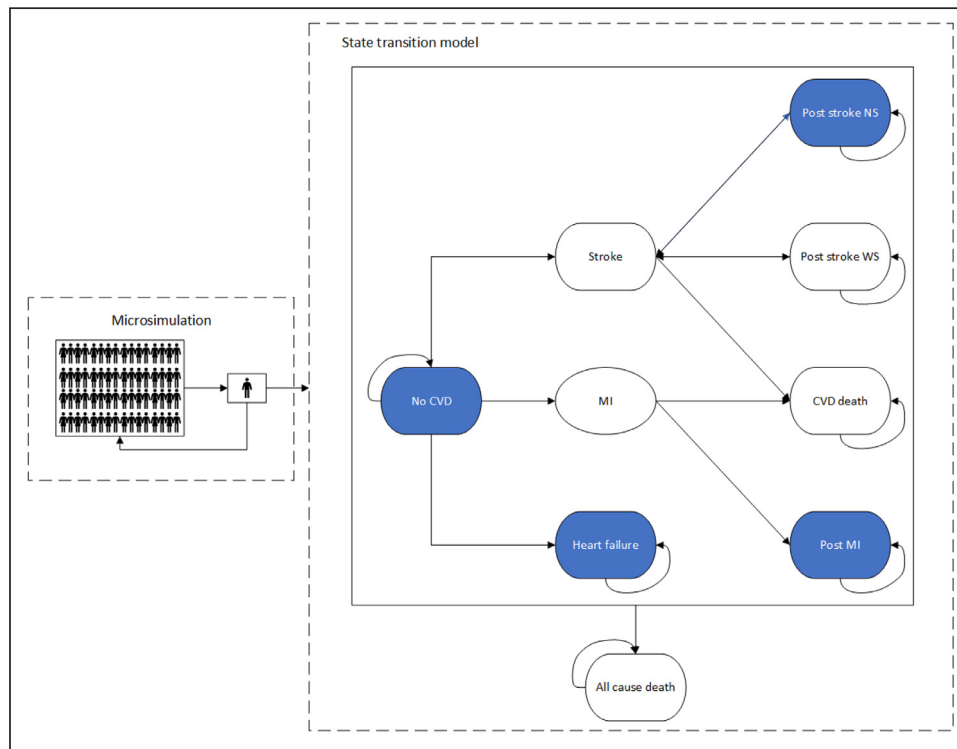 State transition model
Post stroke NS
Stroke
Post stroke WS
Microsimulation
No CVD
MI
CVD death
Heart failure
Post MI
All cause death